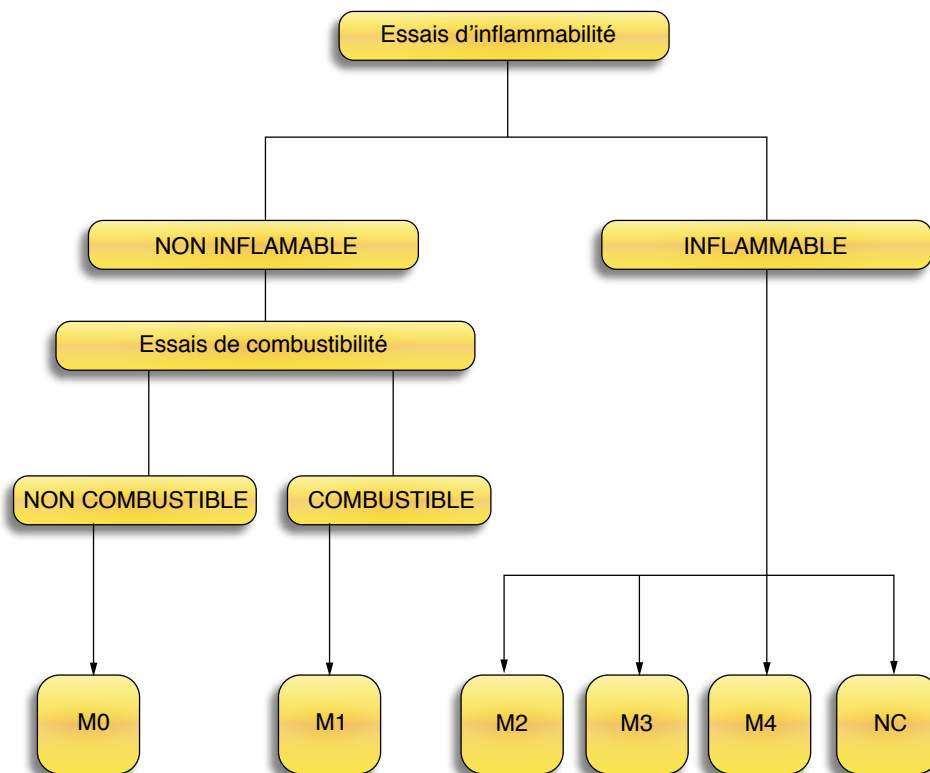 Essais d’inflammabilité
NON INFLAMABLE
INFLAMMABLE
Essais de combustibilité
NON COMBUSTIBLE
COMBUSTIBLE
M0
M1
M2
M3
M4
NC